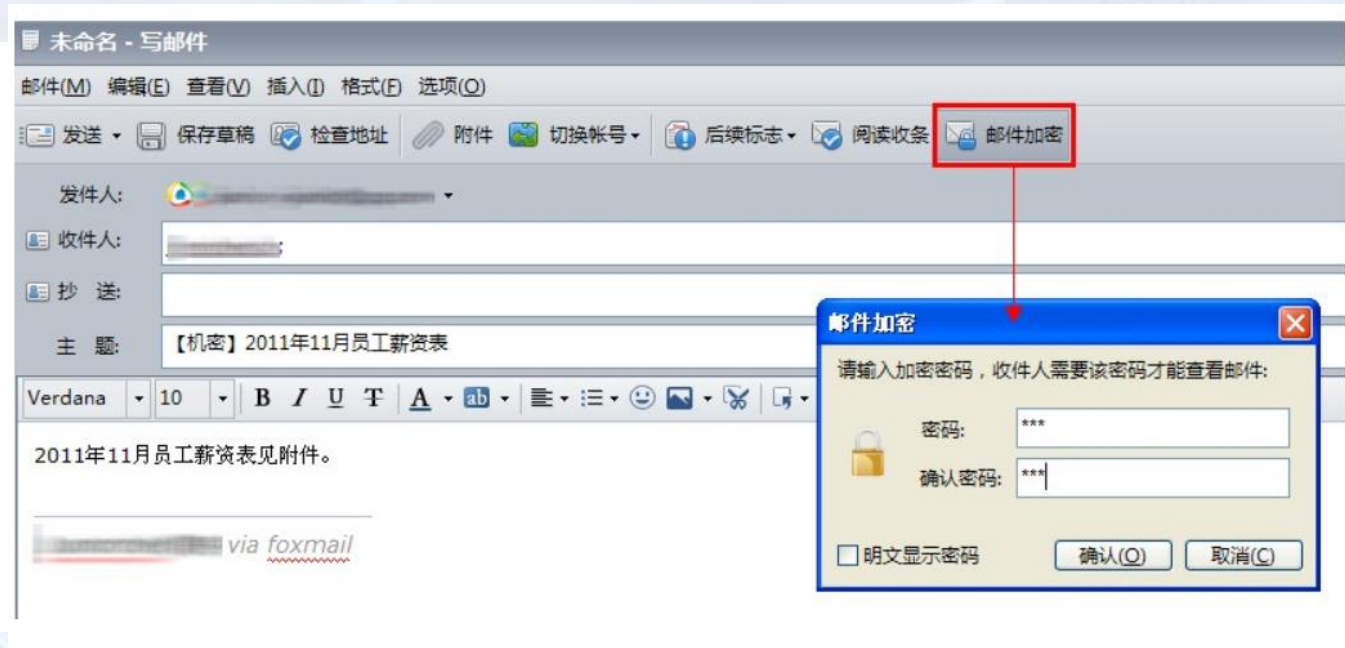 未命名 - 写邮件
邮件(M) 编辑(E) 查看(V) 插入(I) 格式(F) 选项(O)
发送 保存草稿 检查地址 附件 切换帐号 后续标志 阅读收条 邮件加密
发件人:
收件人: ;
抄 送:
主 题: 【机密】2011年11月员工薪资表
Verdana 10 B I U T A ab
2011年11月员工薪资表见附件。
via foxmail
邮件加密
请输入加密密码，收件人需要该密码才能查看邮件:
密码: ***
确认密码: ***
明文显示密码 确认(O) 取消(C)